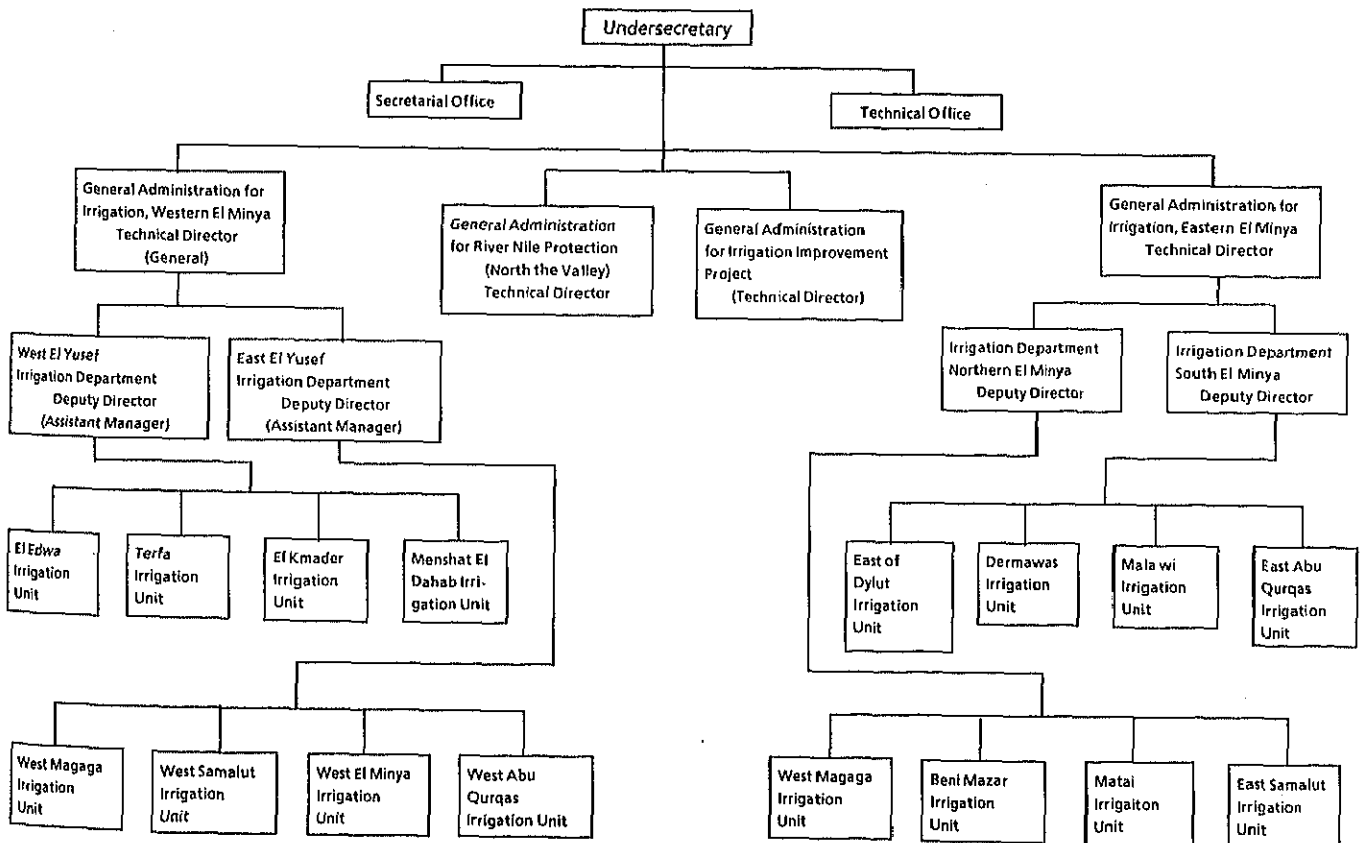 Undersecretary
Secretarial Office
Technical Office
General Administration for
Irrigation, Western El Minya
Technical Director
(General)
General Administration
for River Nile Protection
(North the Valley)
Technical Director
General Administration
for Irrigation Improvement
Project
(Technical Director)
General Administration for
Irrigation, Eastern El Minya
Technical Director
West El Yusef
Irrigation Department
Deputy Director
(Assistant Manager)
East El Yusef
Irrigation Department
Deputy Director
(Assistant Manager)
Irrigation Department
Northern El Minya
Deputy Director
Irrigation Department
South El Minya
Deputy Director
El Edwa
Irrigation
Unit
Terfa
Irrigation
Unit
El Kmader
Irrigation
Unit
Menshat El
Dahab Irri-
gation Unit
East of
Dylut
Irrigation
Unit
Dermawas
Irrigation
Unit
Mala wi
Irrigation
Unit
East Abu
Qurqas
Irrigation
Unit
West Magaga
Irrigation
Unit
West Samalut
Irrigation
Unit
West El Minya
Irrigation
Unit
West Abu
Qurqas
Irrigation Unit
West Magaga
Irrigation
Unit
Beni Mazar
Irrigation
Unit
Matai
Irrigaiton
Unit
East Samalut
Irrigation
Unit